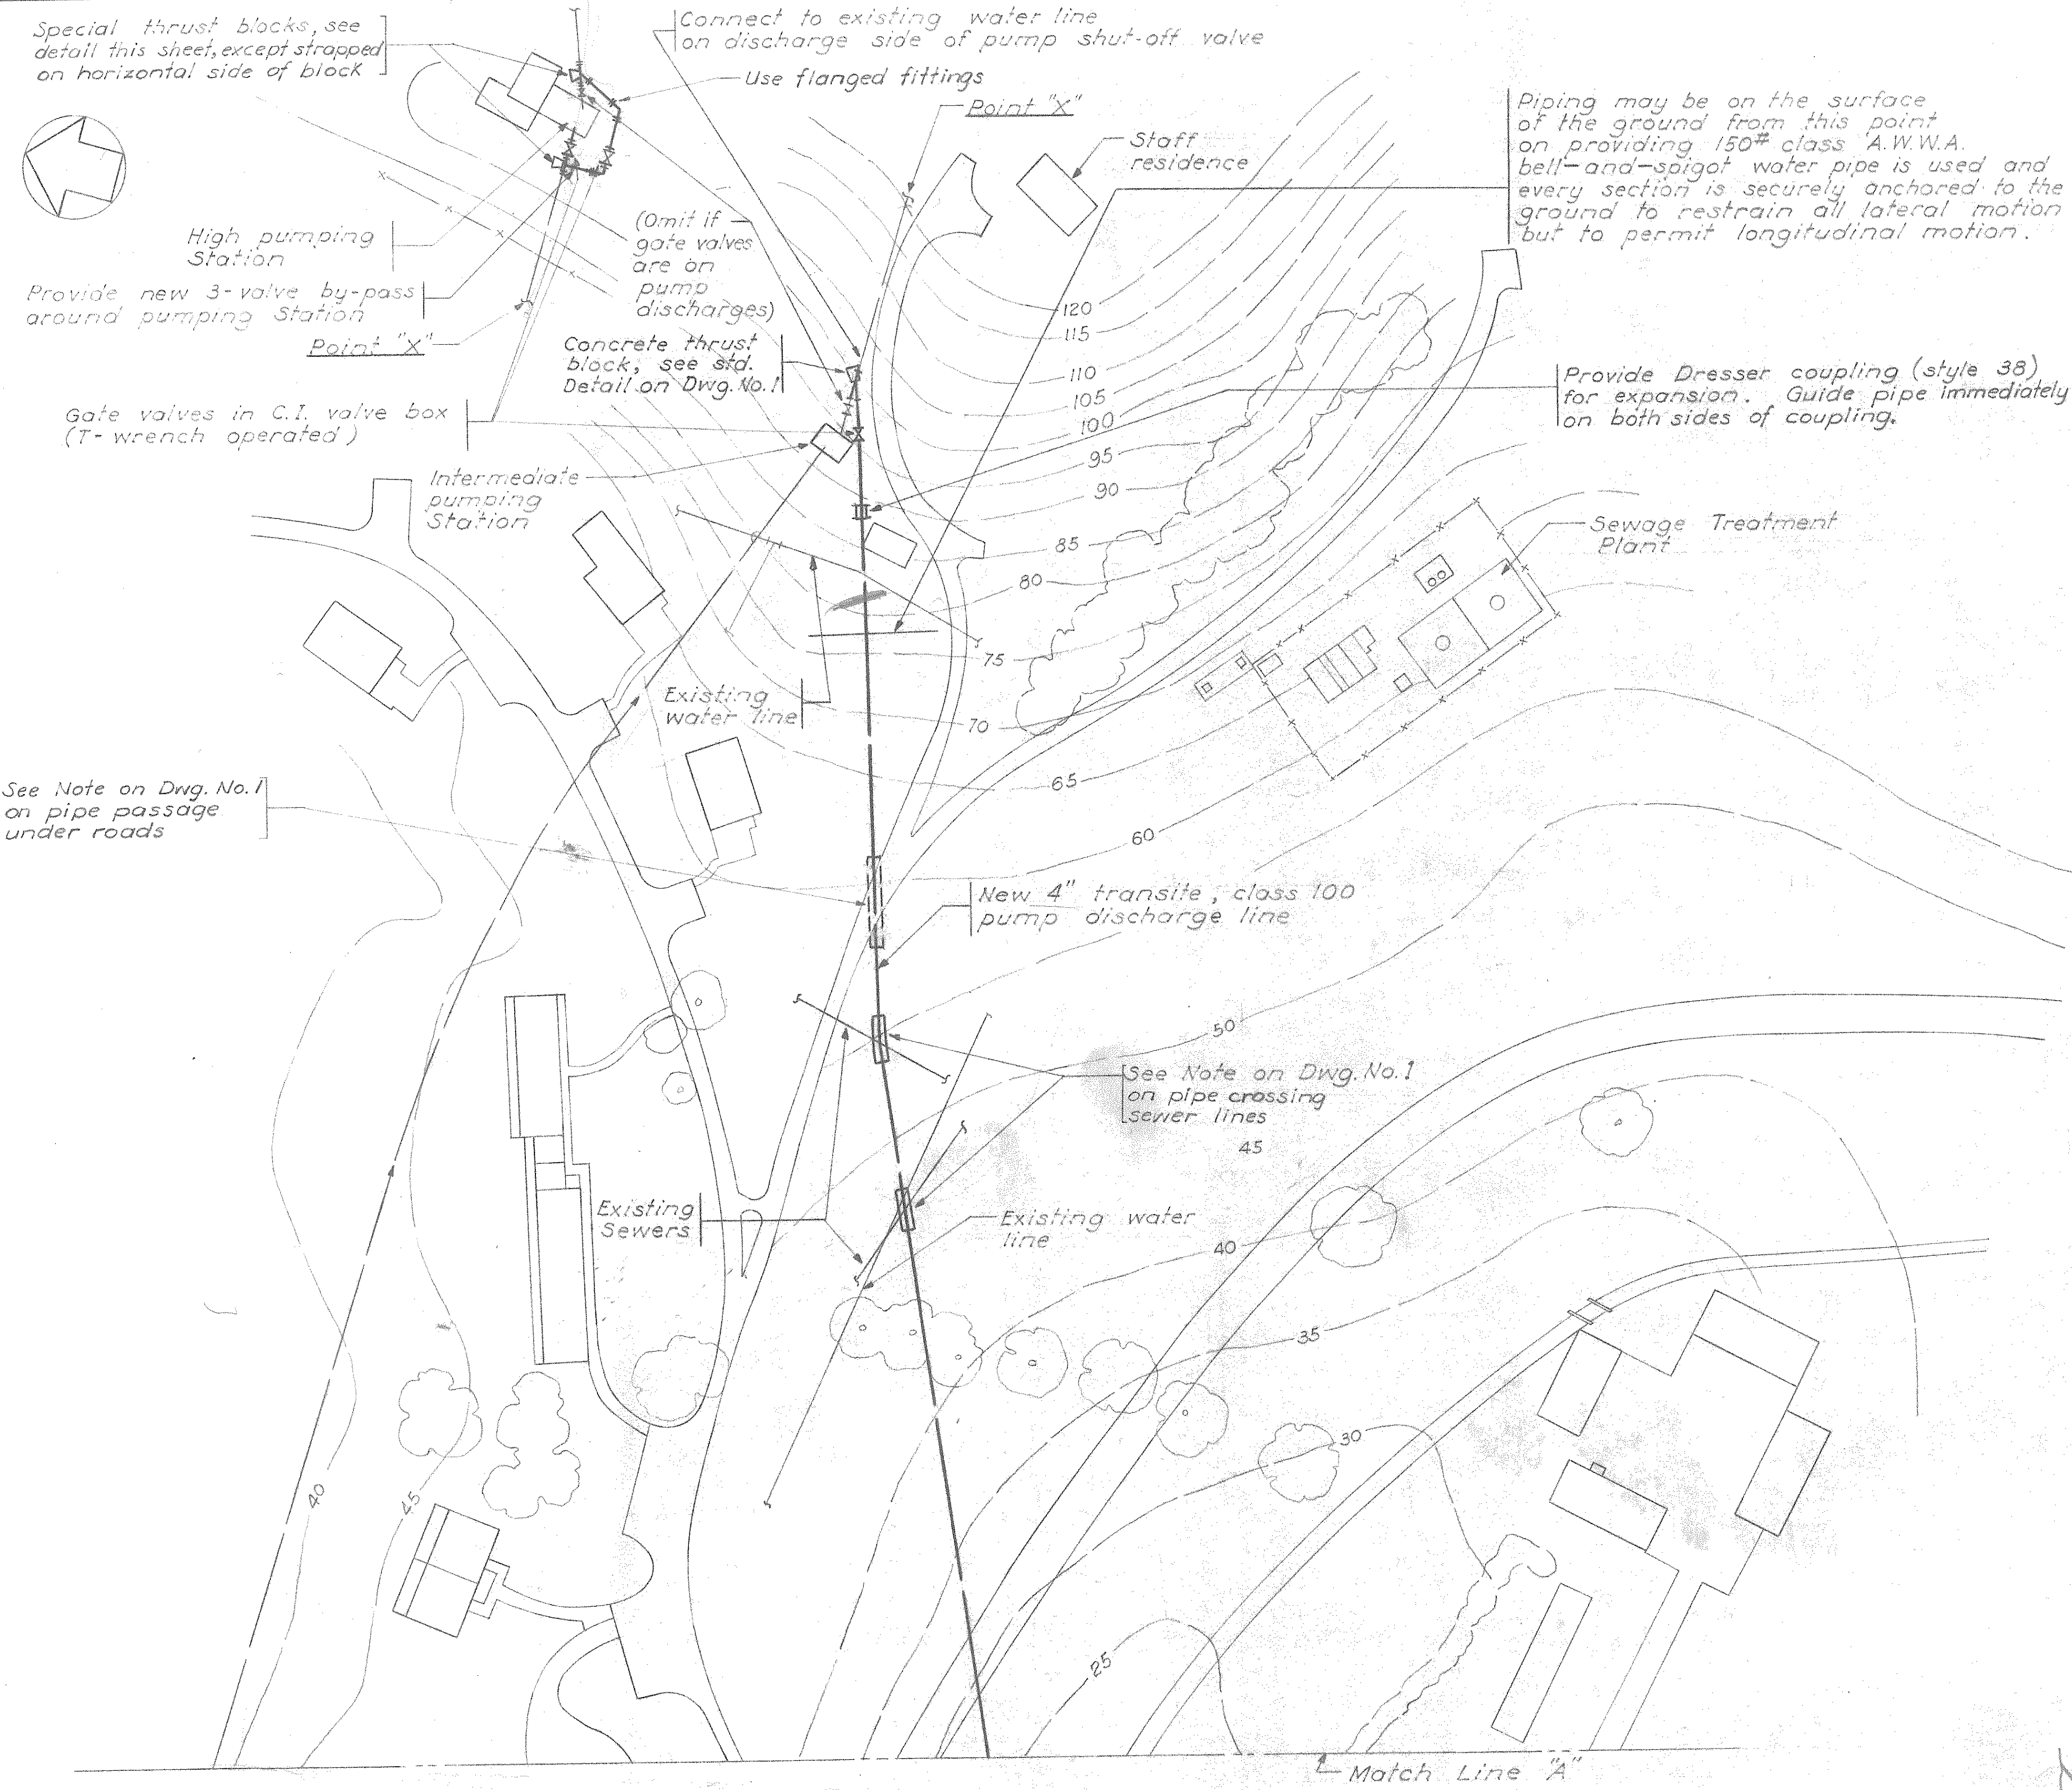 Special thrust blocks, see
detail this sheet, except strapped
on horizontal side of block
Connect to existing water line
on discharge side of pump shut-off valve
Use flanged fittings
Point "X"
Staff
residence
Piping may be on the surface
of the ground from this point
on providing 150# class A.W.W.A.
bell-and-spigot water pipe is used and
every section is securely anchored to the
ground to restrain all lateral motion
but to permit longitudinal motion.
High pumping
Station
(Omit if
gate valves
are on
pump
discharges)
Provide new 3-valve by-pass
around pumping Station
Point "X"
Concrete thrust
block, see std.
Detail on Dwg. No. 1
120
115
110
105
100
95
90
85
80
75
70
65
60
50
45
40
35
30
25
Provide Dresser coupling (style 38)
for expansion. Guide pipe immediately
on both sides of coupling.
Gate valves in C.I. valve box
(T-wrench operated)
Intermediate
pumping
Station
Sewage Treatment
Plant
Existing
water line
See Note on Dwg. No. 1
on pipe passage
under roads
New 4" transite, class 100
pump discharge line
See Note on Dwg. No. 1
on pipe crossing
sewer lines
Existing
Sewers
Existing water
line
40
45
Match Line "A"